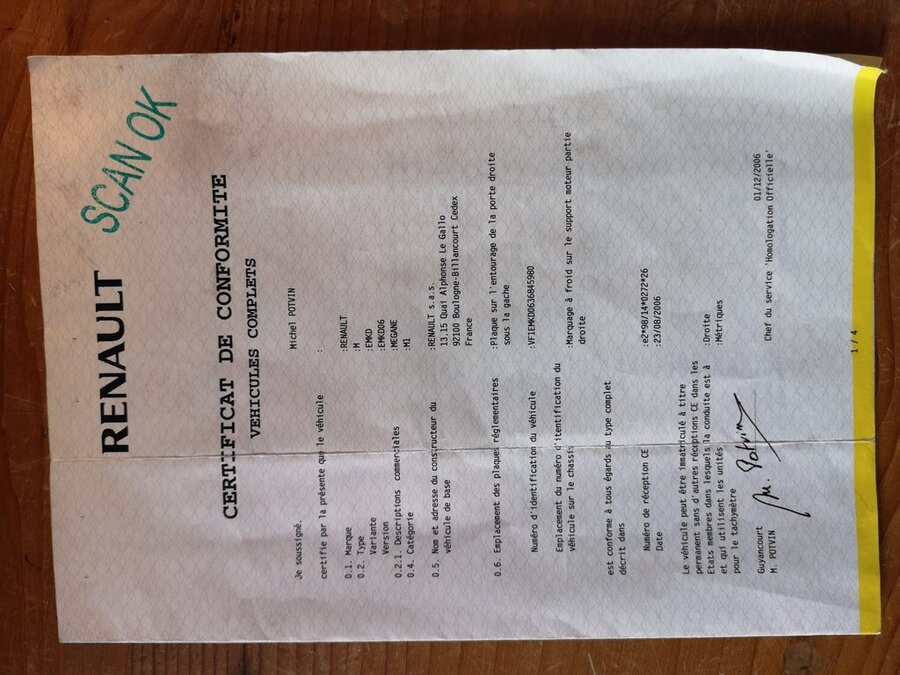 RENAULT
SCAN OK
CERTIFICAT DE CONFORMITE
VEHICULES COMPLETS
Je soussigné, Michel POTVIN
certifie par la présente que le véhicule :
0.1. Marque :RENAULT
0.2. Type :M
Variante :EMKD
Version :EMKD06
0.2.1. Descriptions commerciales :MEGANE
0.4. Catégorie :M1
0.5. Nom et adresse du constructeur du :RENAULT s.a.s.
véhicule de base 13,15 Quai Alphonse Le Gallo
92100 Boulogne-Billancourt Cedex
France
0.6. Emplacement des plaques réglementaires :Plaque sur l'entourage de la porte droite
sous la gache
Numéro d'identification du véhicule :VF1EMKD0636845980
Emplacement du numéro d'identification du :Marquage à froid sur le support moteur partie
véhicule sur le chassis droite
est conforme à tous égards au type complet
décrit dans
Numéro de réception CE :e2*98/14*0272*26
Date :23/08/2006
Le véhicule peut être immatriculé à titre
permanent sans d'autres réceptions CE dans les
Etats membres dans lesquels la conduite est à :Droite
et qui utilisent les unités :Métriques
pour le tachymètre
Guyancourt 01/12/2006
M. POTVIN Chef du service 'Homologation Officielle'
M. Potvin
1 / 4